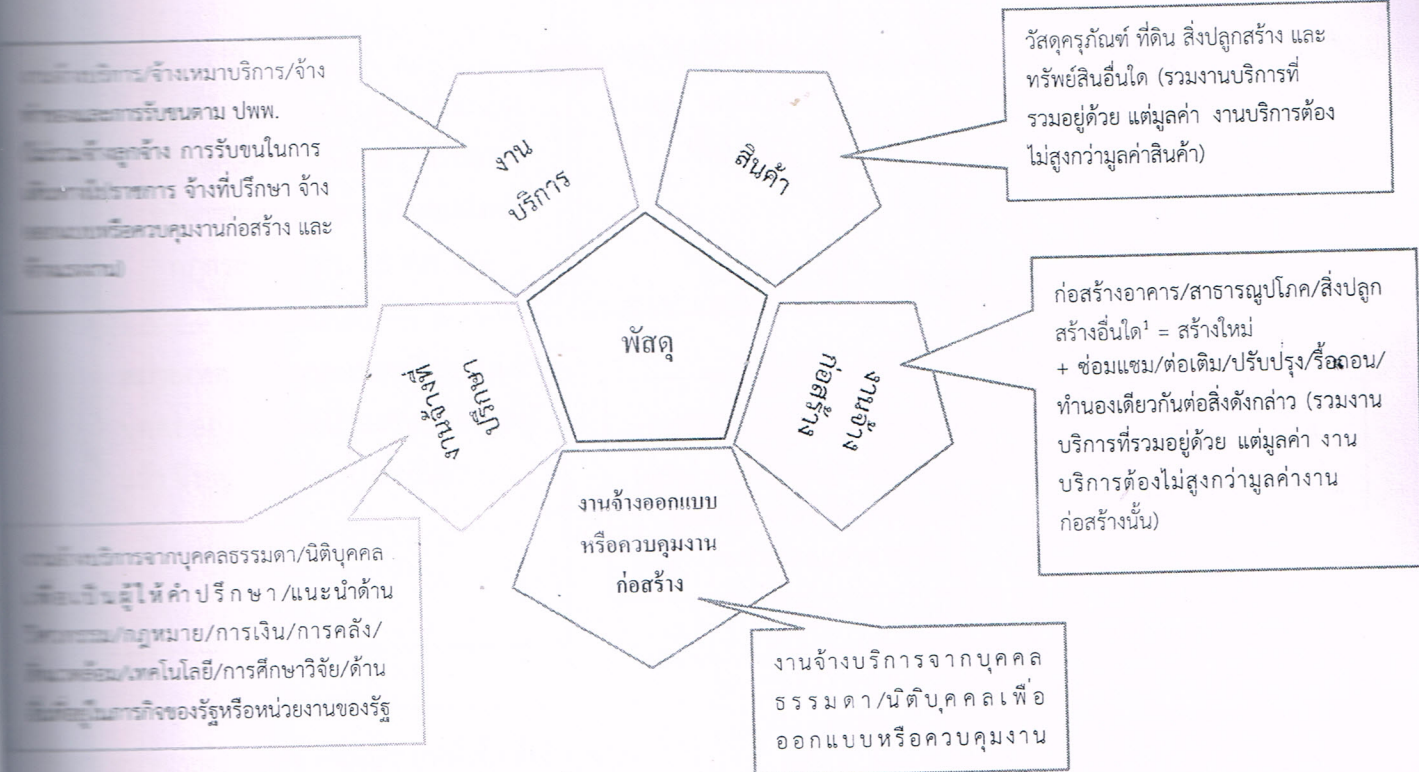 /จ้างเหมาบริการ/จ้าง
และการรับขนตาม ปพพ.
การรับขนในการ
จ้างที่ปรึกษา จ้าง
หรือควบคุมงานก่อสร้าง และ
งาน
บริการ
สินค้า
วัสดุครุภัณฑ์ ที่ดิน สิ่งปลูกสร้าง และ
ทรัพย์สินอื่นใด (รวมงานบริการที่
รวมอยู่ด้วย แต่มูลค่า งานบริการต้อง
ไม่สูงกว่ามูลค่าสินค้า)
พัสดุ
งานจ้างที่
ปรึกษา
งานจ้าง
ก่อสร้าง
ก่อสร้างอาคาร/สาธารณูปโภค/สิ่งปลูก
สร้างอื่นใด¹ = สร้างใหม่
+ ซ่อมแซม/ต่อเติม/ปรับปรุง/รื้อถอน/
ทำนองเดียวกันต่อสิ่งดังกล่าว (รวมงาน
บริการที่รวมอยู่ด้วย แต่มูลค่า งาน
บริการต้องไม่สูงกว่ามูลค่างาน
ก่อสร้างนั้น)
งานจ้างออกแบบ
หรือควบคุมงาน
ก่อสร้าง
จากบุคคลธรรมดา/นิติบุคคล
ผู้ให้คำปรึกษา/แนะนำด้าน
/กฎหมาย/การเงิน/การคลัง/
/เทคโนโลยี/การศึกษาวิจัย/ด้าน
ภารกิจของรัฐหรือหน่วยงานของรัฐ
งานจ้างบริการจากบุคคล
ธรรมดา/นิติบุคคลเพื่อ
ออกแบบหรือควบคุมงาน